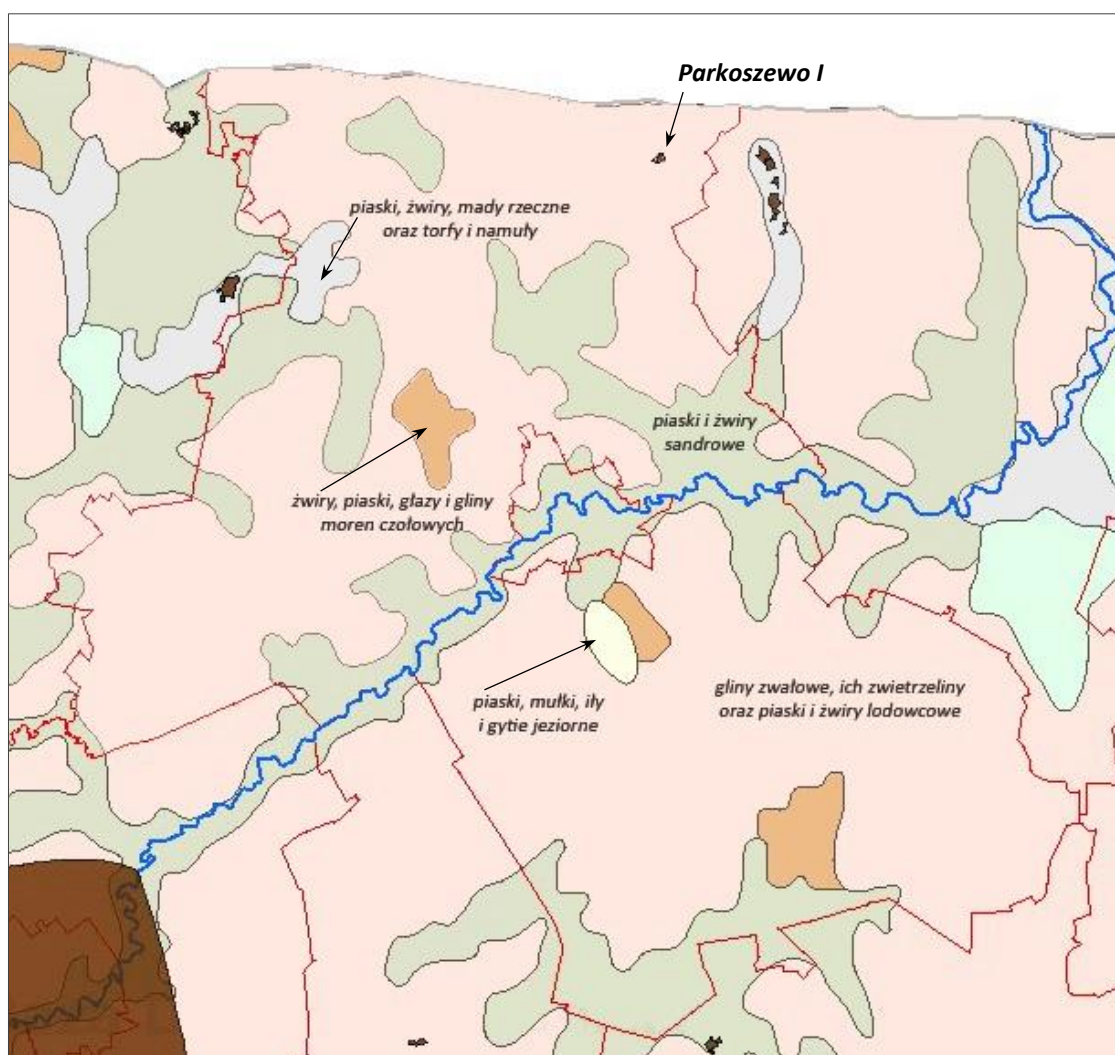 Parkoszewo I
piaski, żwiry, mady rzeczne
oraz torfy i namuły
piaski i żwiry
sandrowe
żwiry, piaski, głazy i gliny
moren czołowych
piaski, mułki, iły
i gytie jeziorne
gliny zwałowe, ich zwietrzeliny
oraz piaski i żwiry lodowcowe